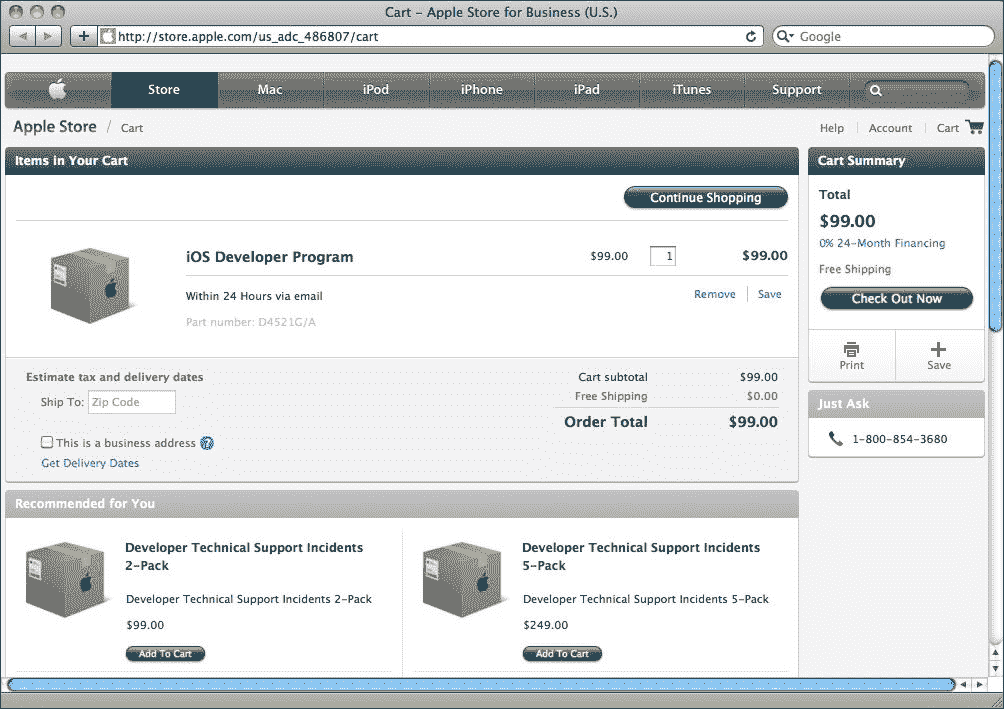 Cart – Apple Store for Business (U.S.)
http://store.apple.com/us_adc_486807/cart
Google
Store Mac iPod iPhone iPad iTunes Support
Apple Store / Cart
Help Account Cart
Items in Your Cart
Continue Shopping
iOS Developer Program $99.00 1 $99.00
Within 24 Hours via email
Remove Save
Part number: D4521G/A
Estimate tax and delivery dates
Ship To: Zip Code
This is a business address ?
Get Delivery Dates
Cart subtotal $99.00
Free Shipping $0.00
Order Total $99.00
Cart Summary
Total
$99.00
0% 24-Month Financing
Free Shipping
Check Out Now
Print Save
Just Ask
1-800-854-3680
Recommended for You
Developer Technical Support Incidents
2-Pack
Developer Technical Support Incidents 2-Pack
$99.00
Add To Cart
Developer Technical Support Incidents
5-Pack
Developer Technical Support Incidents 5-Pack
$249.00
Add To Cart